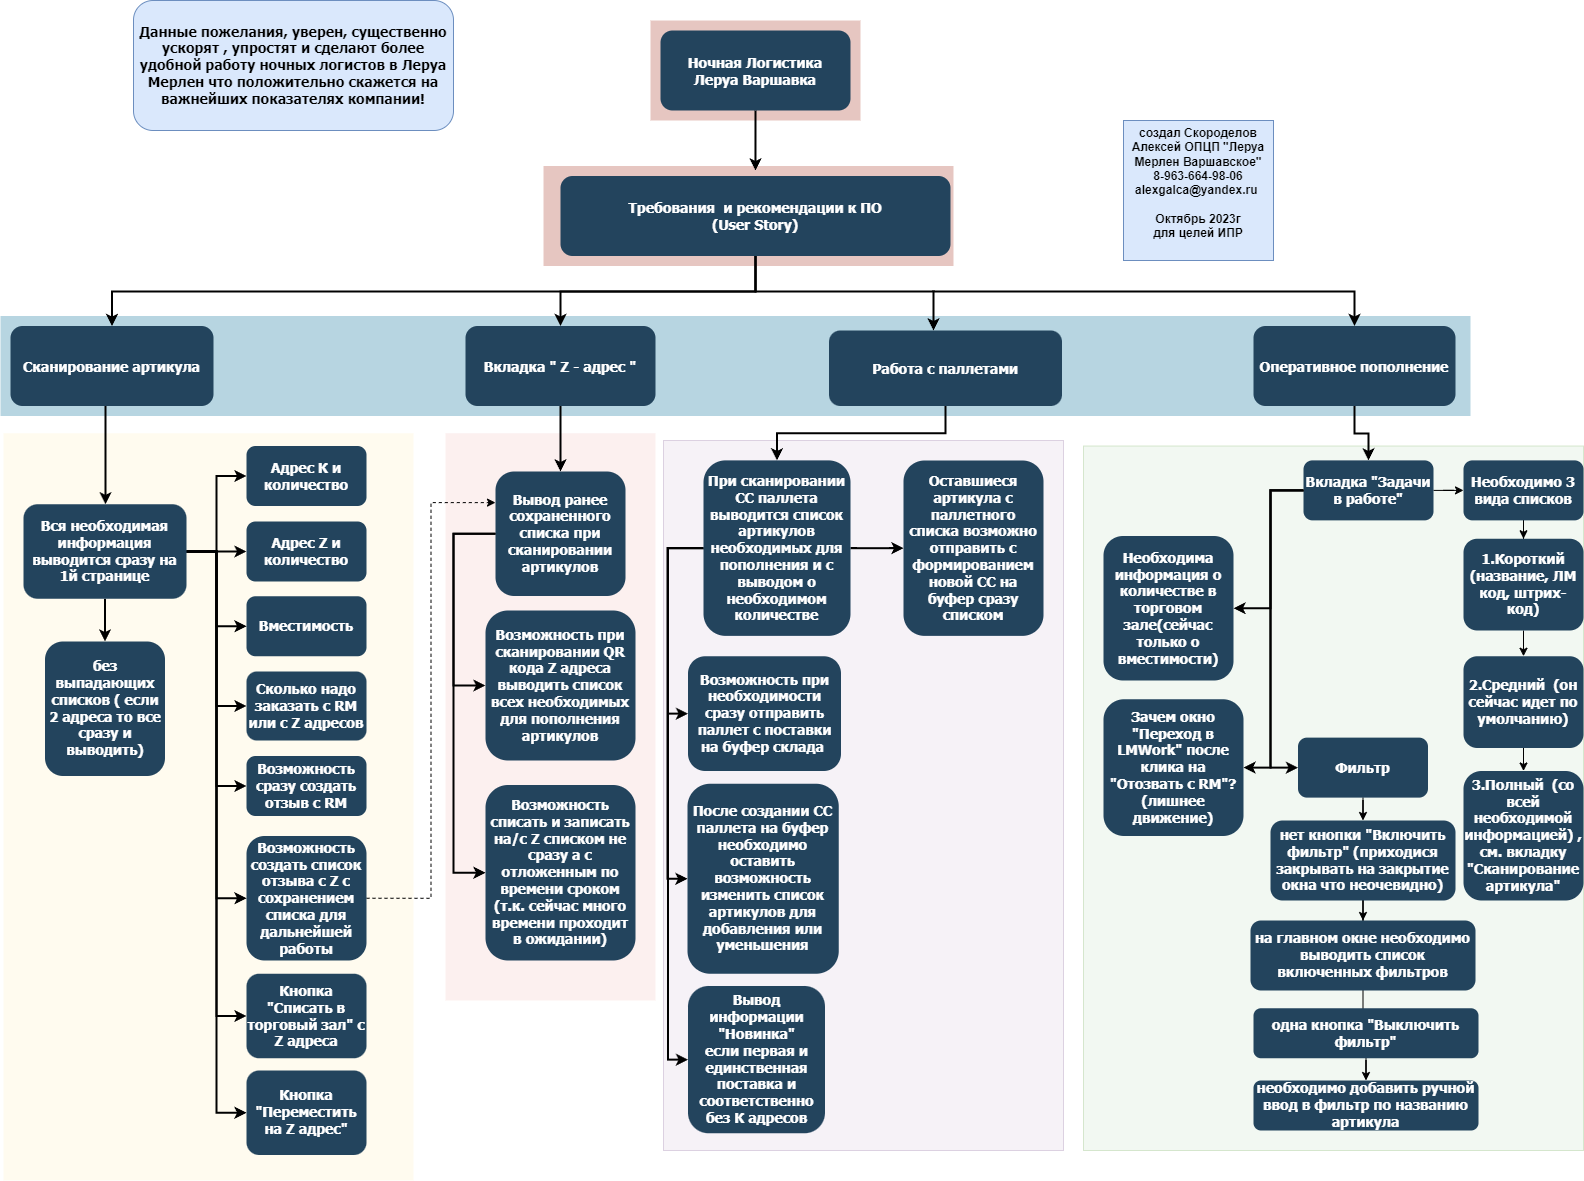 Данные пожелания, уверен, существенно
ускорят , упростят и сделают более
удобной работу ночных логистов в Леруа
Мерлен что положительно скажется на
важнейших показателях компании!
Ночная Логистика
Леруа Варшавка
создал Скороделов
Алексей ОПЦП "Леруа
Мерлен Варшавское"
8-963-664-98-06
alexgalca@yandex.ru
Октябрь 2023г
для целей ИПР
Требования и рекомендации к ПО
(User Story)
Сканирование артикула
Вкладка " Z - адрес "
Работа с паллетами
Оперативное пополнение
Вся необходимая
информация
выводится сразу на
1й странице
без
выпадающих
списков ( если
2 адреса то все
сразу и
выводить)
Адрес К и
количество
Адрес Z и
количество
Вместимость
Сколько надо
заказать с RM
или с Z адресов
Возможность
сразу создать
отзыв с RM
Возможность
создать список
отзыва с Z с
сохранением
списка для
дальнейшей
работы
Кнопка
"Списать в
торговый зал" с
Z адреса
Кнопка
"Переместить
на Z адрес"
Вывод ранее
сохраненного
списка при
сканировании
артикулов
Возможность при
сканировании QR
кода Z адреса
выводить список
всех необходимых
для пополнения
артикулов
Возможность
списать и записать
на/с Z списком не
сразу а с
отложенным по
времени сроком
(т.к. сейчас много
времени проходит
в ожидании)
При сканировании
СС паллета
выводится список
артикулов
необходимых для
пополнения и с
выводом о
необходимом
количестве
Оставшиеся
артикула с
паллетного
списка возможно
отправить с
формированием
новой СС на
буфер сразу
списком
Возможность при
необходимости
сразу отправить
паллет с поставки
на буфер склада
После создании СС
паллета на буфер
необходимо
оставить
возможность
изменить список
артикулов для
добавления или
уменьшения
Вывод
информации
"Новинка"
если первая и
единственная
поставка и
соответственно
без К адресов
Вкладка "Задачи
в работе"
Необходимо 3
вида списков
Необходима
информация о
количестве в
торговом
зале(сейчас
только о
вместимости)
1.Короткий
(название, ЛМ
код, штрих-
код)
2.Средний (он
сейчас идет по
умолчанию)
3.Полный (со
всей
необходимой
информацией) ,
см. вкладку
"Сканирование
артикула"
Зачем окно
"Переход в
LMWork" после
клика на
"Отозвать с RM"?
(лишнее
движение)
Фильтр
нет кнопки "Включить
фильтр" (приходися
закрывать на закрытие
окна что неочевидно)
на главном окне необходимо
выводить список
включенных фильтров
одна кнопка "Выключить
фильтр"
необходимо добавить ручной
ввод в фильтр по названию
артикула